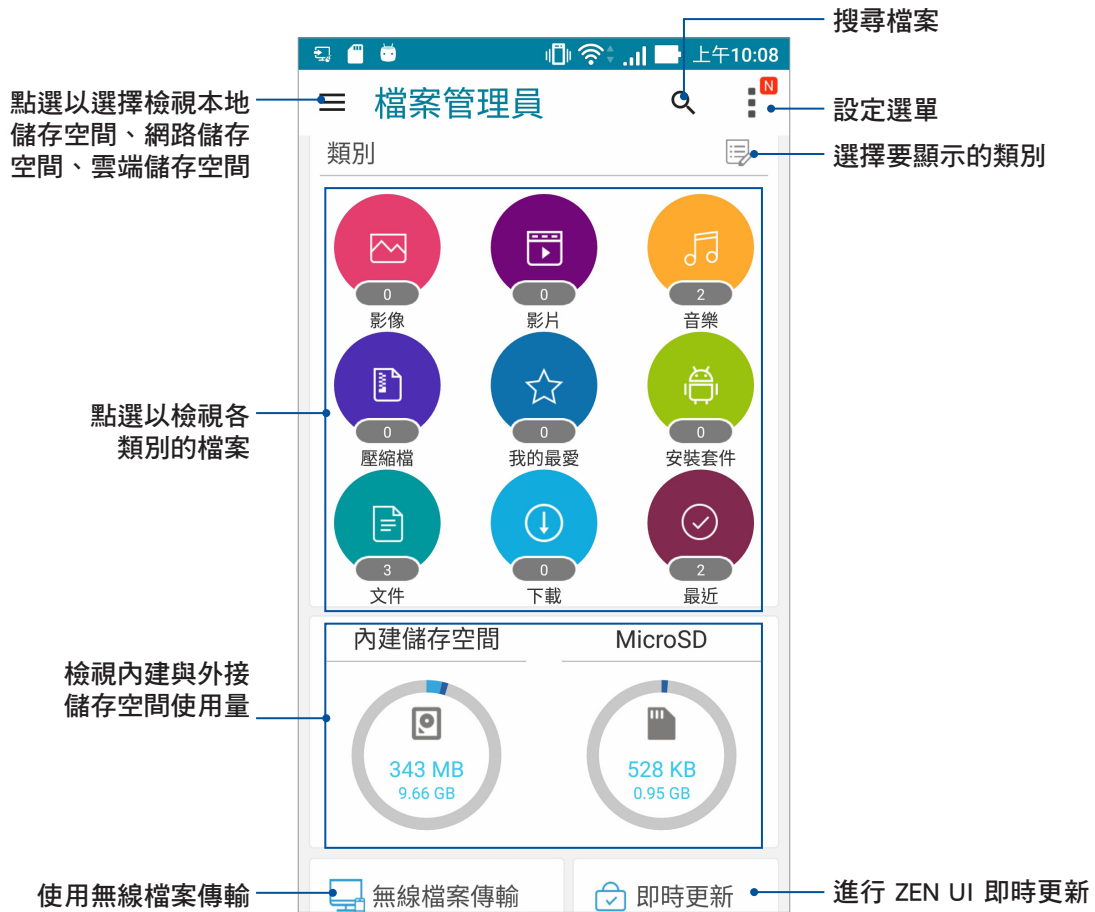 搜尋檔案
上午10:08
點選以選擇檢視本地
儲存空間、網路儲存
空間、雲端儲存空間
檔案管理員
N
設定選單
類別
選擇要顯示的類別
0
影像
0
影片
2
音樂
點選以檢視各
類別的檔案
0
壓縮檔
0
我的最愛
0
安裝套件
3
文件
0
下載
2
最近
檢視內建與外接
儲存空間使用量
內建儲存空間
MicroSD
343 MB
9.66 GB
528 KB
0.95 GB
使用無線檔案傳輸
無線檔案傳輸
即時更新
進行 ZEN UI 即時更新